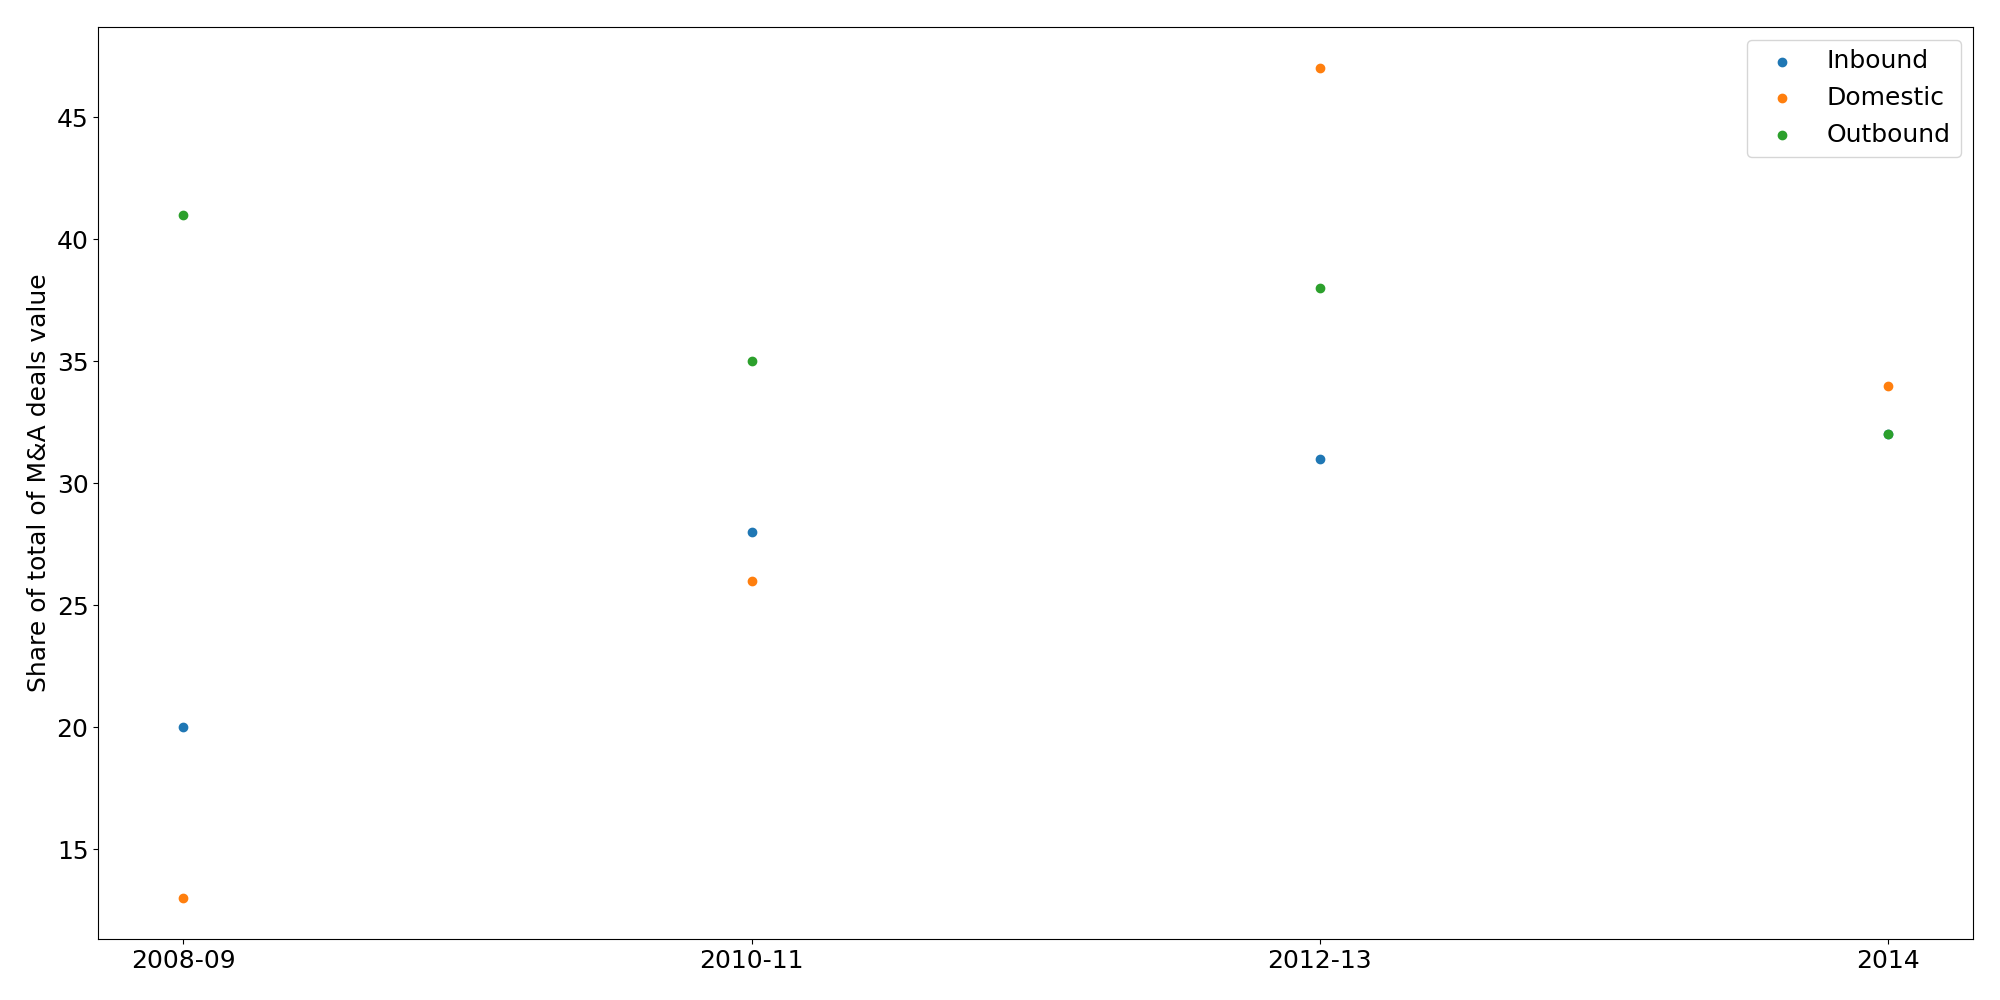 Inbound
Domestic
Outbound
Share of total of M&A deals value
45
40
35
30
25
20
15
2008-09
2010-11
2012-13
2014